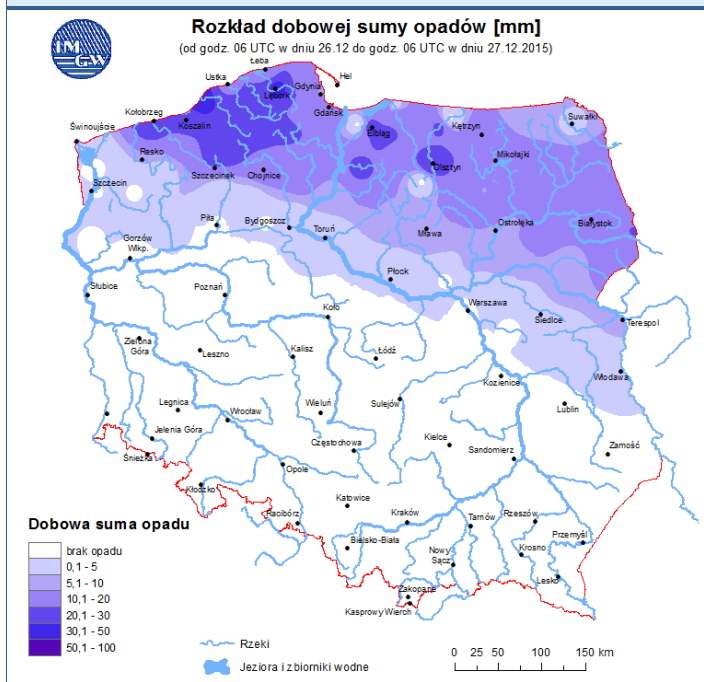 Rozkład dobowej sumy opadów [mm]
(od godz. 06 UTC w dniu 26.12 do godz. 06 UTC w dniu 27.12.2015)
IM
GW
Łeba
Ustka
Hel
Lębork
Gdynia
Gdańsk
Kołobrzeg
Koszalin
Świnoujście
Elbląg
Kętrzyn
Suwałki
Resko
Mikołajki
Olsztyn
Szczecin
Szczecinek
Chojnice
Piła
Bydgoszcz
Toruń
Mława
Ostrołęka
Białystok
Gorzów
Wlkp.
Płock
Słubice
Poznań
Koło
Warszawa
Siedlce
Terespol
Zielona
Góra
Leszno
Kalisz
Łódź
Kozienice
Włodawa
Legnica
Wrocław
Wieluń
Sulejów
Lublin
Jelenia Góra
Śnieżka
Częstochowa
Kielce
Sandomierz
Zamość
Opole
Kłodzko
Katowice
Racibórz
Kraków
Tarnów
Rzeszów
Przemyśl
Bielsko-Biała
Nowy
Sącz
Krosno
Lesko
Zakopane
Kasprowy Wierch
Dobowa suma opadu
brak opadu
0,1 - 5
5,1 - 10
10,1 - 20
20,1 - 30
30,1 - 50
50,1 - 100
Rzeki
Jeziora i zbiorniki wodne
0 25 50 100 150 km